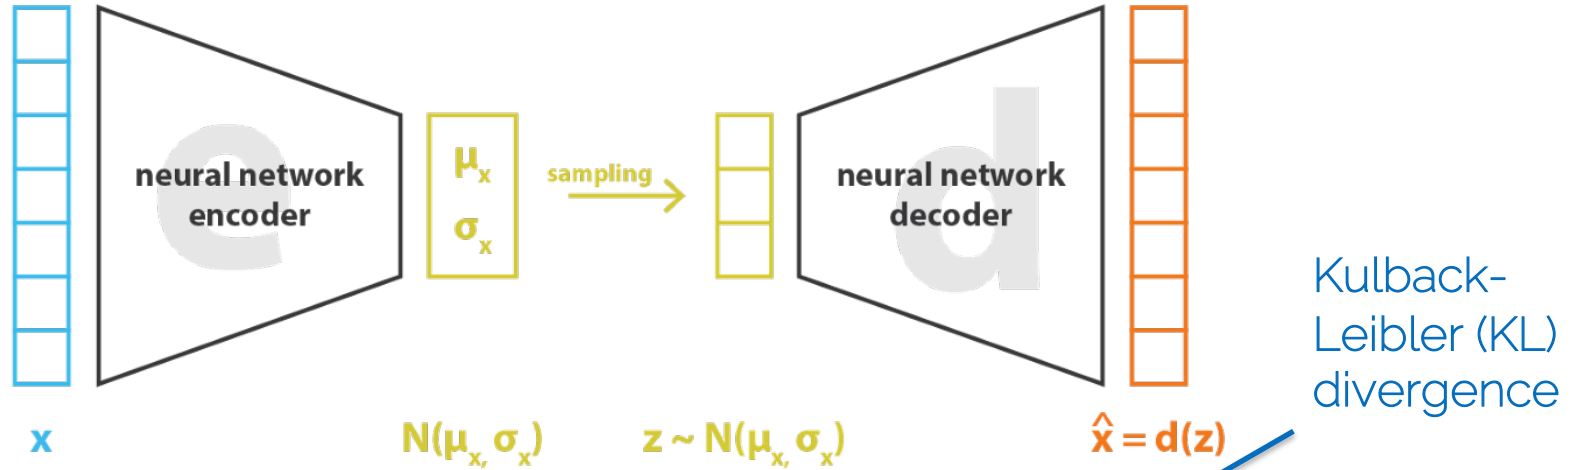 e
neural network
encoder
μx
σx
sampling
d
neural network
decoder
Kulback-
Leibler (KL)
divergence
x
N(μx, σx)
z ~ N(μx, σx)
x̂ = d(z)